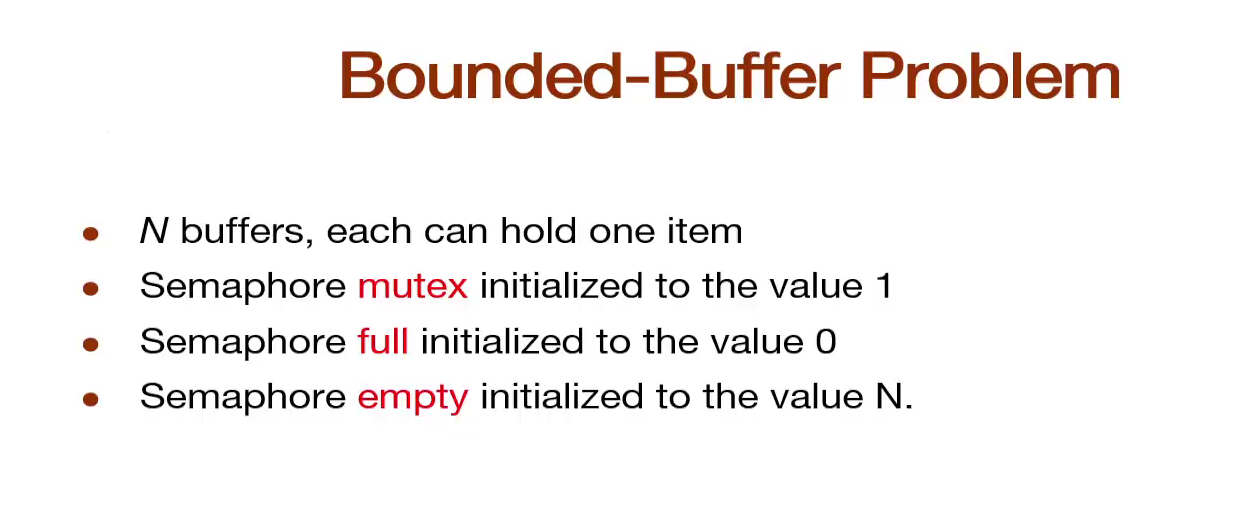 Bounded-Buffer Problem
• N buffers, each can hold one item
• Semaphore mutex initialized to the value 1
• Semaphore full initialized to the value 0
• Semaphore empty initialized to the value N.